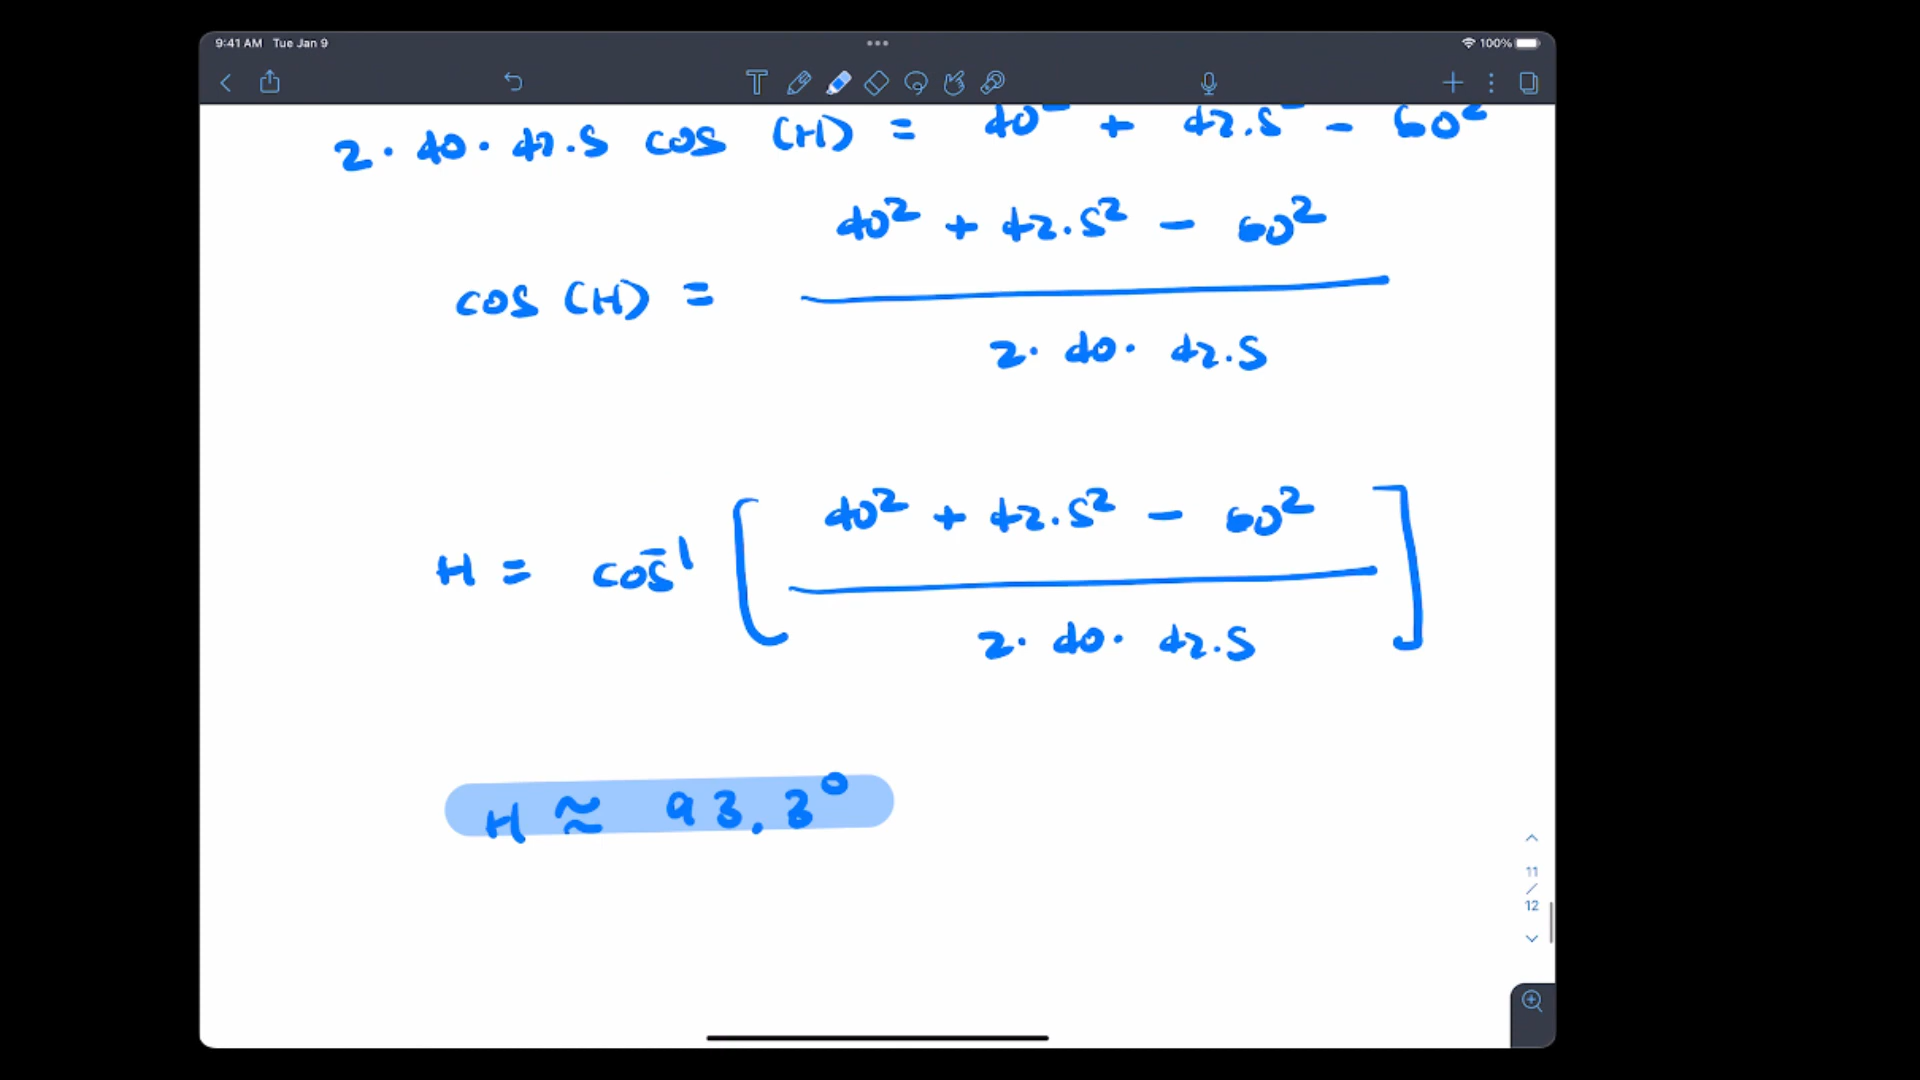 9:41 AM Tue Jan 9
100%
2 · 40 · 42.5 cos (H) = 40² + 42.5² - 60²
40² + 42.5² - 60²
cos (H) =
2 · 40 · 42.5
40² + 42.5² - 60²
H = cos⁻¹ [ ]
2 · 40 · 42.5
H ≈ 93.3°
11
/
12